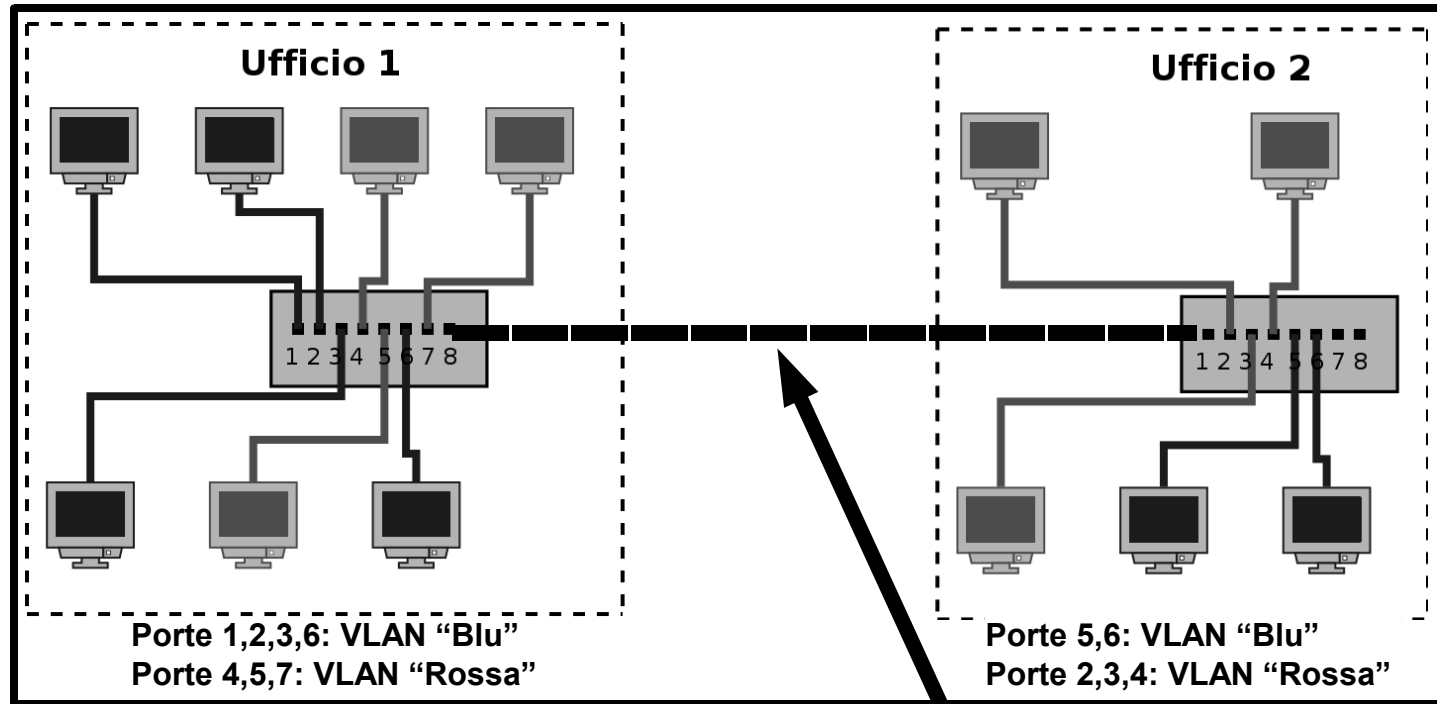 Ufficio 1
Ufficio 2
1 2 3 4 5 6 7 8
1 2 3 4 5 6 7 8
Porte 1,2,3,6: VLAN “Blu”
Porte 4,5,7: VLAN “Rossa”
Porte 5,6: VLAN “Blu”
Porte 2,3,4: VLAN “Rossa”